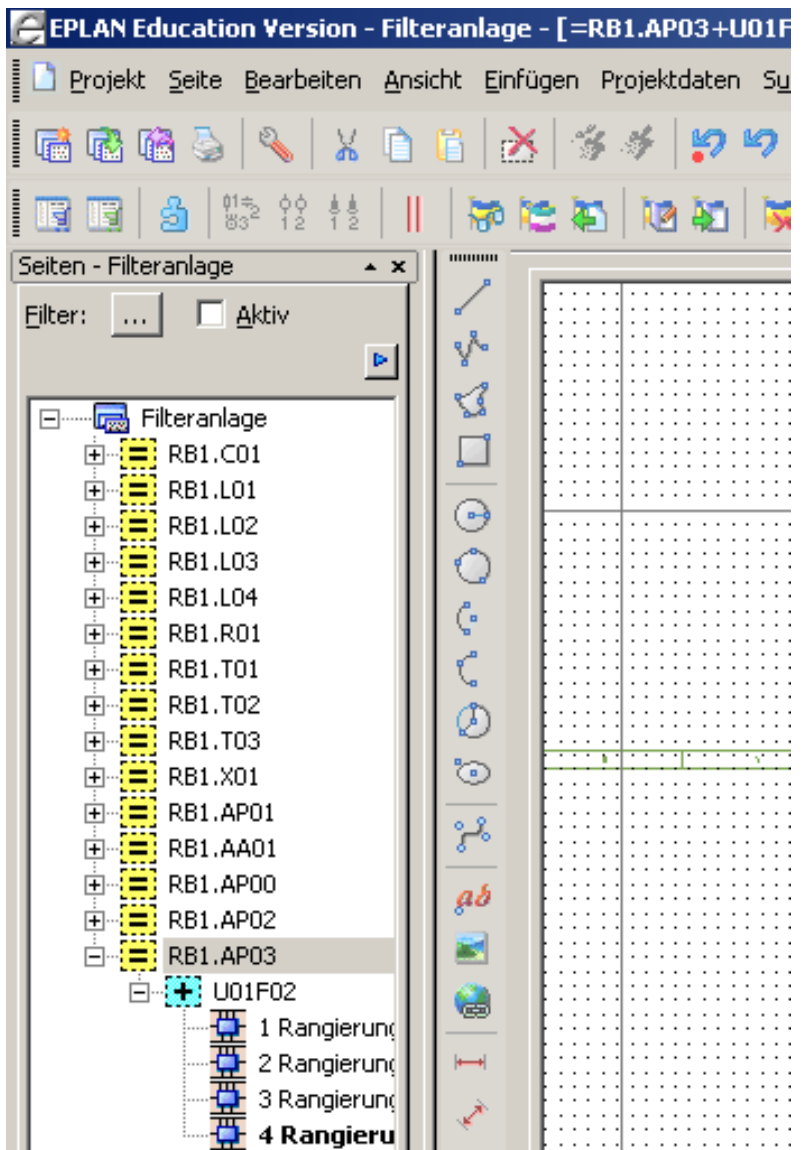 EPLAN Education Version - Filteranlage - [=RB1.AP03+U01F
Projekt Seite Bearbeiten Ansicht Einfügen Projektdaten Su
Seiten - Filteranlage
Filter: ... Aktiv
Filteranlage
RB1.C01
RB1.L01
RB1.L02
RB1.L03
RB1.L04
RB1.R01
RB1.T01
RB1.T02
RB1.T03
RB1.X01
RB1.AP01
RB1.AA01
RB1.AP00
RB1.AP02
RB1.AP03
U01F02
1 Rangierung
2 Rangierung
3 Rangierung
4 Rangieru